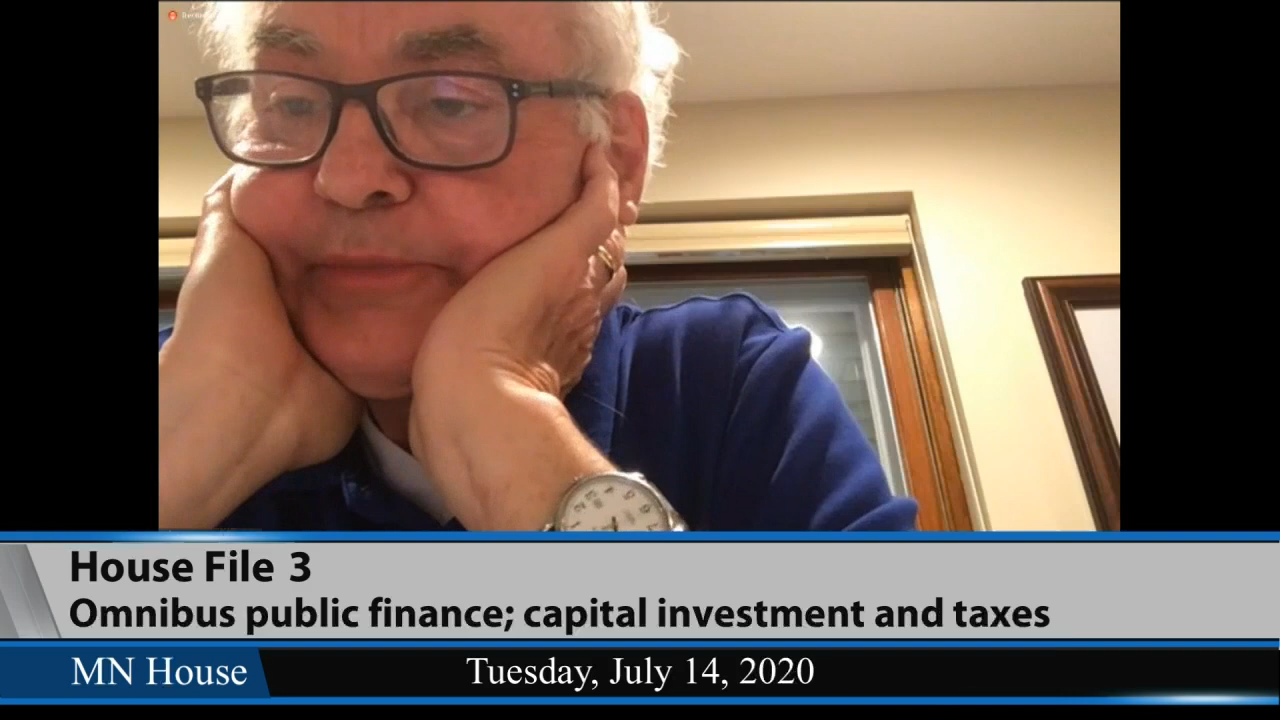 House File 3
Omnibus public finance; capital investment and taxes
MN House
Tuesday, July 14, 2020